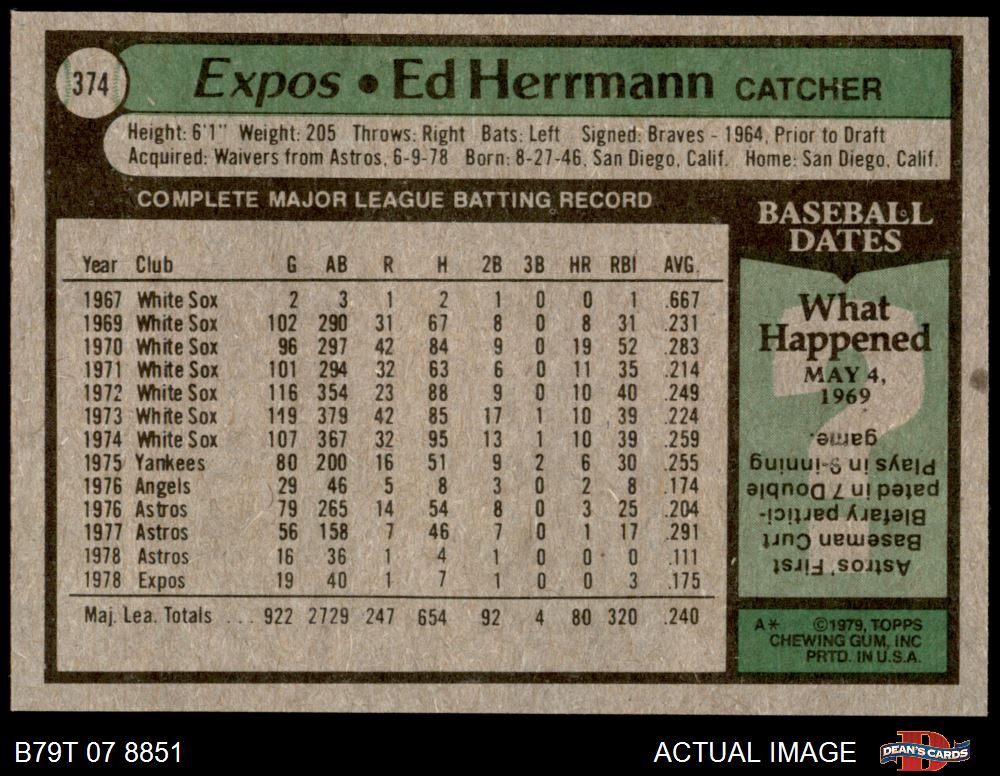 374
Expos • Ed Herrmann CATCHER
Height: 6'1" Weight: 205 Throws: Right Bats: Left Signed: Braves - 1964, Prior to Draft
Acquired: Waivers from Astros, 6-9-78 Born: 8-27-46, San Diego, Calif. Home: San Diego, Calif.
COMPLETE MAJOR LEAGUE BATTING RECORD
Year Club G AB R H 2B 3B HR RBI AVG.
1967 White Sox 2 3 1 2 1 0 0 1 .667
1969 White Sox 102 290 31 67 8 0 8 31 .231
1970 White Sox 96 297 42 84 9 0 19 52 .283
1971 White Sox 101 294 32 63 6 0 11 35 .214
1972 White Sox 116 354 23 88 9 0 10 40 .249
1973 White Sox 119 379 42 85 17 1 10 39 .224
1974 White Sox 107 367 32 95 13 1 10 39 .259
1975 Yankees 80 200 16 51 9 2 6 30 .255
1976 Angels 29 46 5 8 3 0 2 8 .174
1976 Astros 79 265 14 54 8 0 3 25 .204
1977 Astros 56 158 7 46 7 0 1 17 .291
1978 Astros 16 36 1 4 1 0 0 0 .111
1978 Expos 19 40 1 7 1 0 0 3 .175
Maj. Lea. Totals . . . 922 2729 247 654 92 4 80 320 .240
BASEBALL
DATES
What
Happened
MAY 4,
1969
Astros' First
Baseman Curt
Blefary partici-
pated in 7 Double
Plays in 9-inning
game.
A* ©1979, TOPPS
CHEWING GUM, INC
PRTD. IN U.S.A.
B79T 07 8851
ACTUAL IMAGE
DEAN'S CARDS